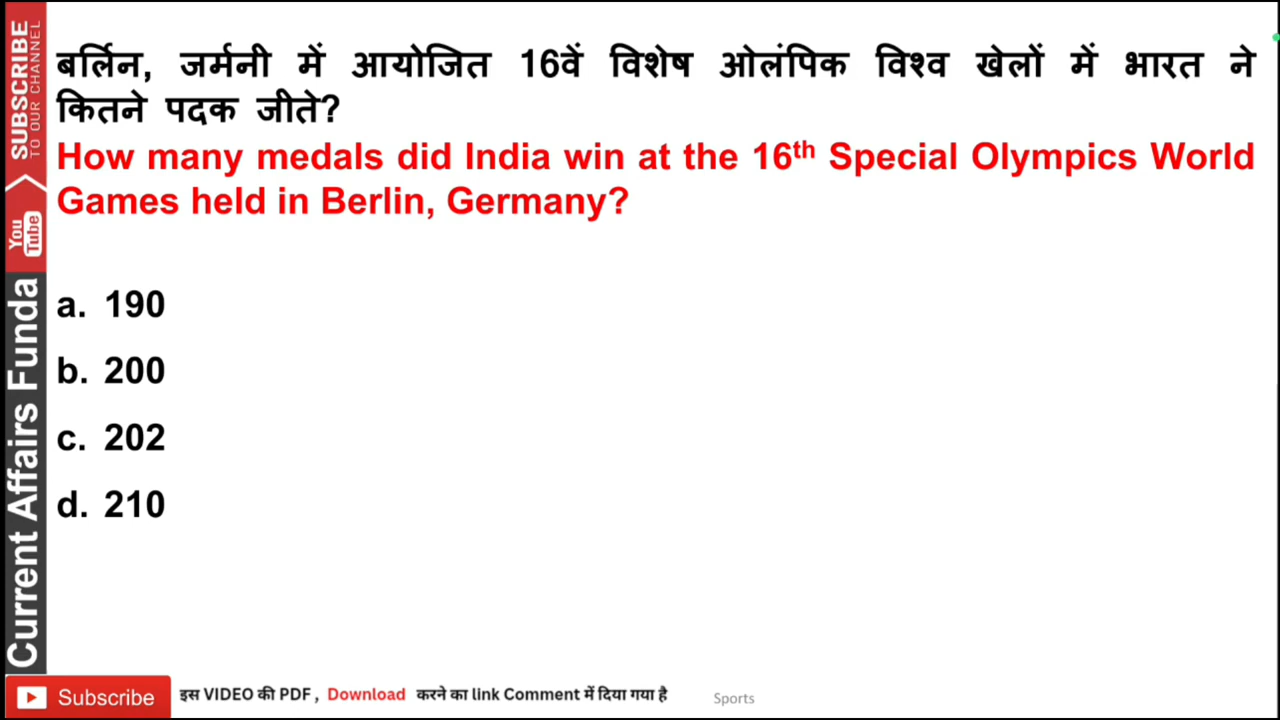 बर्लिन, जर्मनी में आयोजित 16वें विशेष ओलंपिक विश्व खेलों में भारत ने
कितने पदक जीते?
How many medals did India win at the 16th Special Olympics World
Games held in Berlin, Germany?
a. 190
b. 200
c. 202
d. 210
SUBSCRIBE
TO OUR CHANNEL
You
Tube
Current Affairs Funda
Subscribe
इस VIDEO की PDF , Download करने का link Comment में दिया गया है
Sports